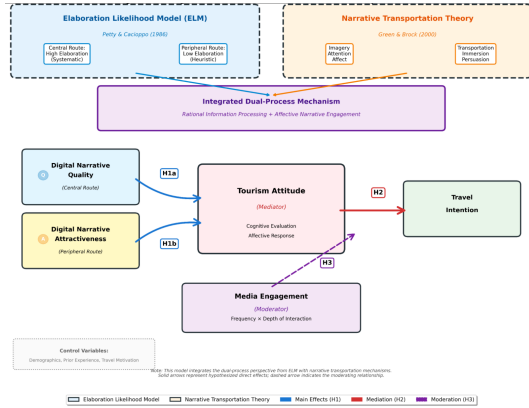 Elaboration Likelihood Model (ELM)
Petty & Cacioppo (1986)
Central Route:
High Elaboration
(Systematic)
Peripheral Route:
Low Elaboration
(Heuristic)
Narrative Transportation Theory
Green & Brock (2000)
Imagery
Attention
Affect
Transportation
Immersion
Persuasion
Integrated Dual-Process Mechanism
Rational Information Processing + Affective Narrative Engagement
Digital Narrative
Quality
(Central Route)
H1a
Digital Narrative
Attractiveness
(Peripheral Route)
H1b
Tourism Attitude
(Mediator)
Cognitive Evaluation
Affective Response
H2
Travel
Intention
H3
Media Engagement
(Moderator)
Frequency × Depth of Interaction
Control Variables:
Demographics, Prior Experience, Travel Motivation
Note: This model integrates the dual-process perspective from ELM with narrative transportation mechanisms.
Solid arrows represent hypothesized direct effects; dashed arrow indicates the moderating relationship.
Elaboration Likelihood Model
Narrative Transportation Theory
Main Effects (H1)
Mediation (H2)
Moderation (H3)